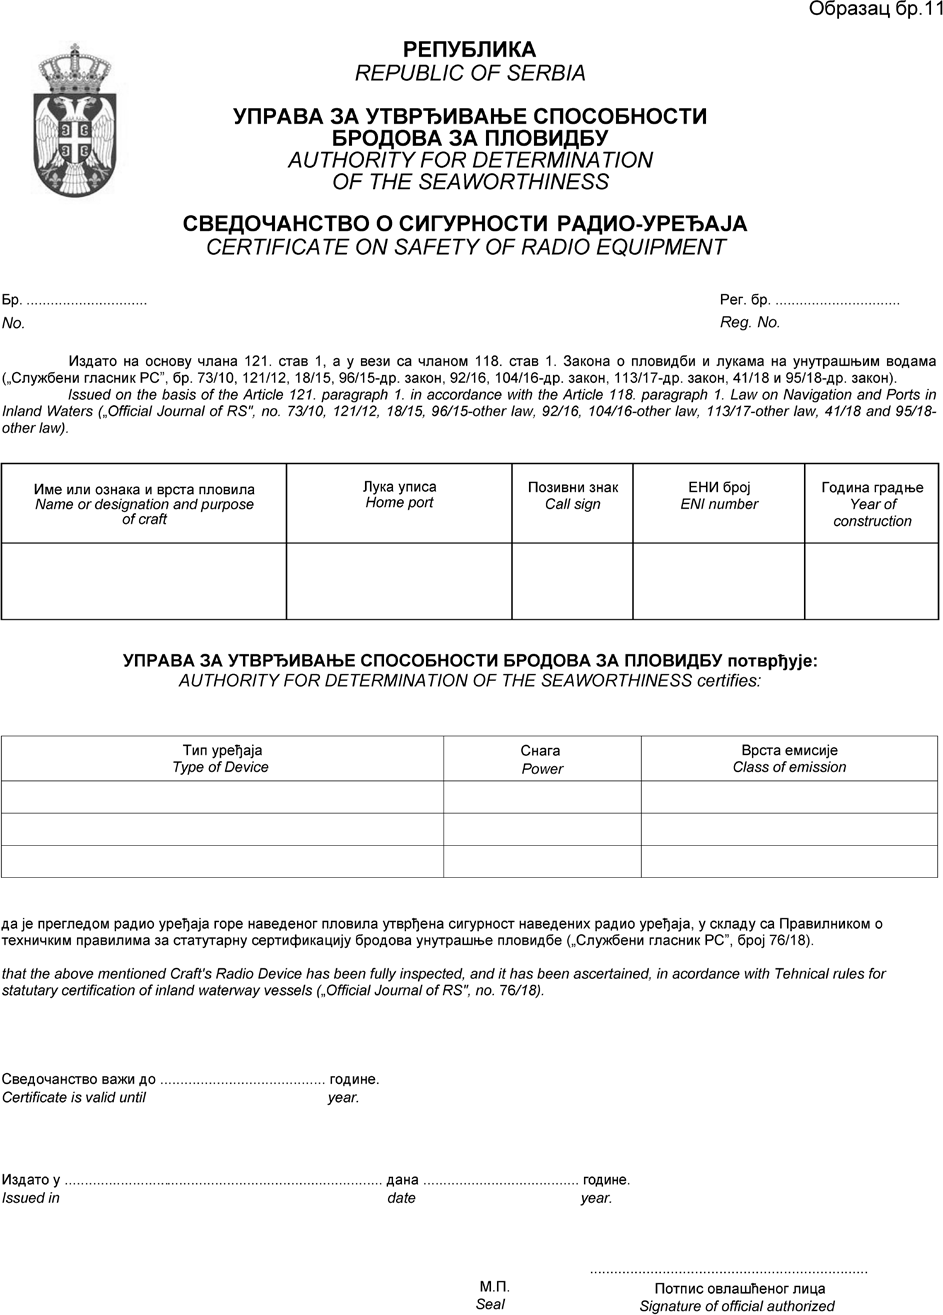 Образац бр.11
РЕПУБЛИКА
REPUBLIC OF SERBIA
УПРАВА ЗА УТВРЂИВАЊЕ СПОСОБНОСТИ
БРОДОВА ЗА ПЛОВИДБУ
AUTHORITY FOR DETERMINATION
OF THE SEAWORTHINESS
СВЕДОЧАНСТВО О СИГУРНОСТИ РАДИО-УРЕЂАЈА
CERTIFICATE ON SAFETY OF RADIO EQUIPMENT
Бр. .............................. Рег. бр. ...............................
No. Reg. No.
Издато на основу члана 121. став 1, а у вези са чланом 118. став 1. Закона о пловидби и лукама на унутрашњим водама
(„Службени гласник РС”, бр. 73/10, 121/12, 18/15, 96/15-др. закон, 92/16, 104/16-др. закон, 113/17-др. закон, 41/18 и 95/18-др. закон).
Issued on the basis of the Article 121. paragraph 1. in accordance with the Article 118. paragraph 1. Law on Navigation and Ports in
Inland Waters („Official Journal of RS", no. 73/10, 121/12, 18/15, 96/15-other law, 92/16, 104/16-other law, 113/17-other law, 41/18 and 95/18-
other law).
Име или ознака и врста пловила
Name or designation and purpose
of craft
Лука уписа
Home port
Позивни знак
Call sign
ЕНИ број
ENI number
Година градње
Year of
construction
УПРАВА ЗА УТВРЂИВАЊЕ СПОСОБНОСТИ БРОДОВА ЗА ПЛОВИДБУ потврђује:
AUTHORITY FOR DETERMINATION OF THE SEAWORTHINESS certifies:
Тип уређаја
Type of Device
Снага
Power
Врста емисије
Class of emission
да је прегледом радио уређаја горе наведеног пловила утврђена сигурност наведених радио уређаја, у складу са Правилником о
техничким правилима за статутарну сертификацију бродова унутрашње пловидбе („Службени гласник РС”, број 76/18).
that the above mentioned Craft's Radio Device has been fully inspected, and it has been ascertained, in acordance with Tehnical rules for
statutary certification of inland waterway vessels („Official Journal of RS", no. 76/18).
Сведочанство важи до ......................................... године.
Certificate is valid until year.
Издато у ............................................................................... дана ....................................... године.
Issued in date year.
.....................................................................
М.П. Потпис овлашћеног лица
Seal Signature of official authorized